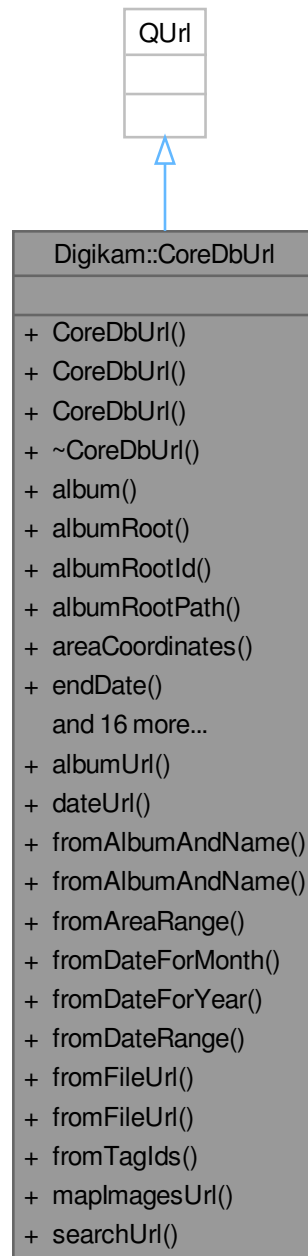 QUrl
Digikam::CoreDbUrl
+ CoreDbUrl()
+ CoreDbUrl()
+ CoreDbUrl()
+ ~CoreDbUrl()
+ album()
+ albumRoot()
+ albumRootId()
+ albumRootPath()
+ areaCoordinates()
+ endDate()
and 16 more...
+ albumUrl()
+ dateUrl()
+ fromAlbumAndName()
+ fromAlbumAndName()
+ fromAreaRange()
+ fromDateForMonth()
+ fromDateForYear()
+ fromDateRange()
+ fromFileUrl()
+ fromFileUrl()
+ fromTagIds()
+ mapImagesUrl()
+ searchUrl()